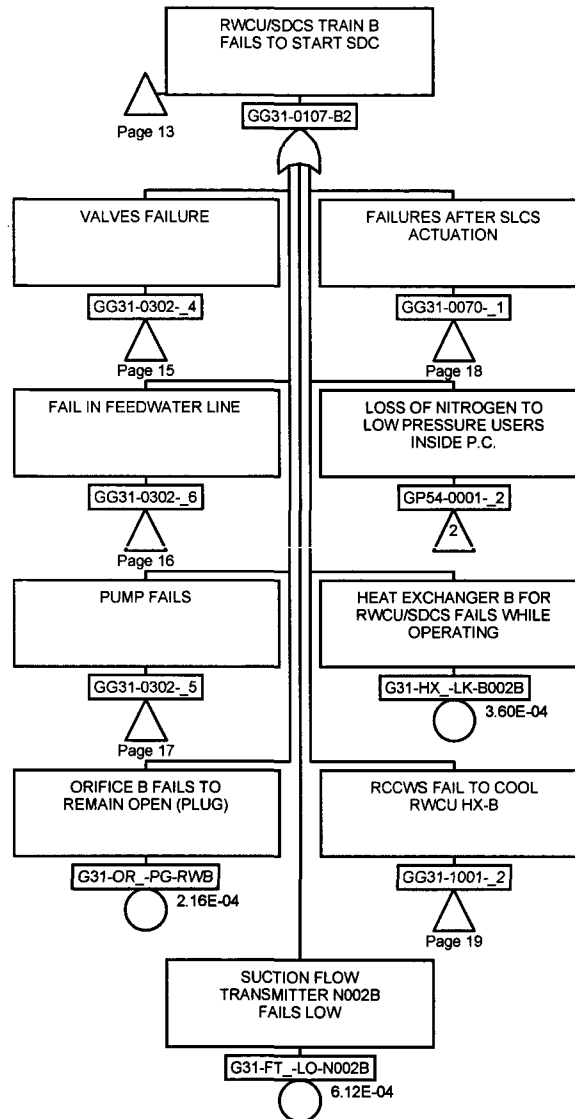 RWCU/SDCS TRAIN B
FAILS TO START SDC
Page 13
GG31-0107-B2
VALVES FAILURE
GG31-0302-_4
Page 15
FAILURES AFTER SLCS
ACTUATION
GG31-0070-_1
Page 18
FAIL IN FEEDWATER LINE
GG31-0302-_6
Page 16
LOSS OF NITROGEN TO
LOW PRESSURE USERS
INSIDE P.C.
GP54-0001-_2
2
PUMP FAILS
GG31-0302-_5
Page 17
HEAT EXCHANGER B FOR
RWCU/SDCS FAILS WHILE
OPERATING
G31-HX_-LK-B002B
3.60E-04
ORIFICE B FAILS TO
REMAIN OPEN (PLUG)
G31-OR_-PG-RWB
2.16E-04
RCCWS FAIL TO COOL
RWCU HX-B
GG31-1001-_2
Page 19
SUCTION FLOW
TRANSMITTER N002B
FAILS LOW
G31-FT_-LO-N002B
6.12E-04